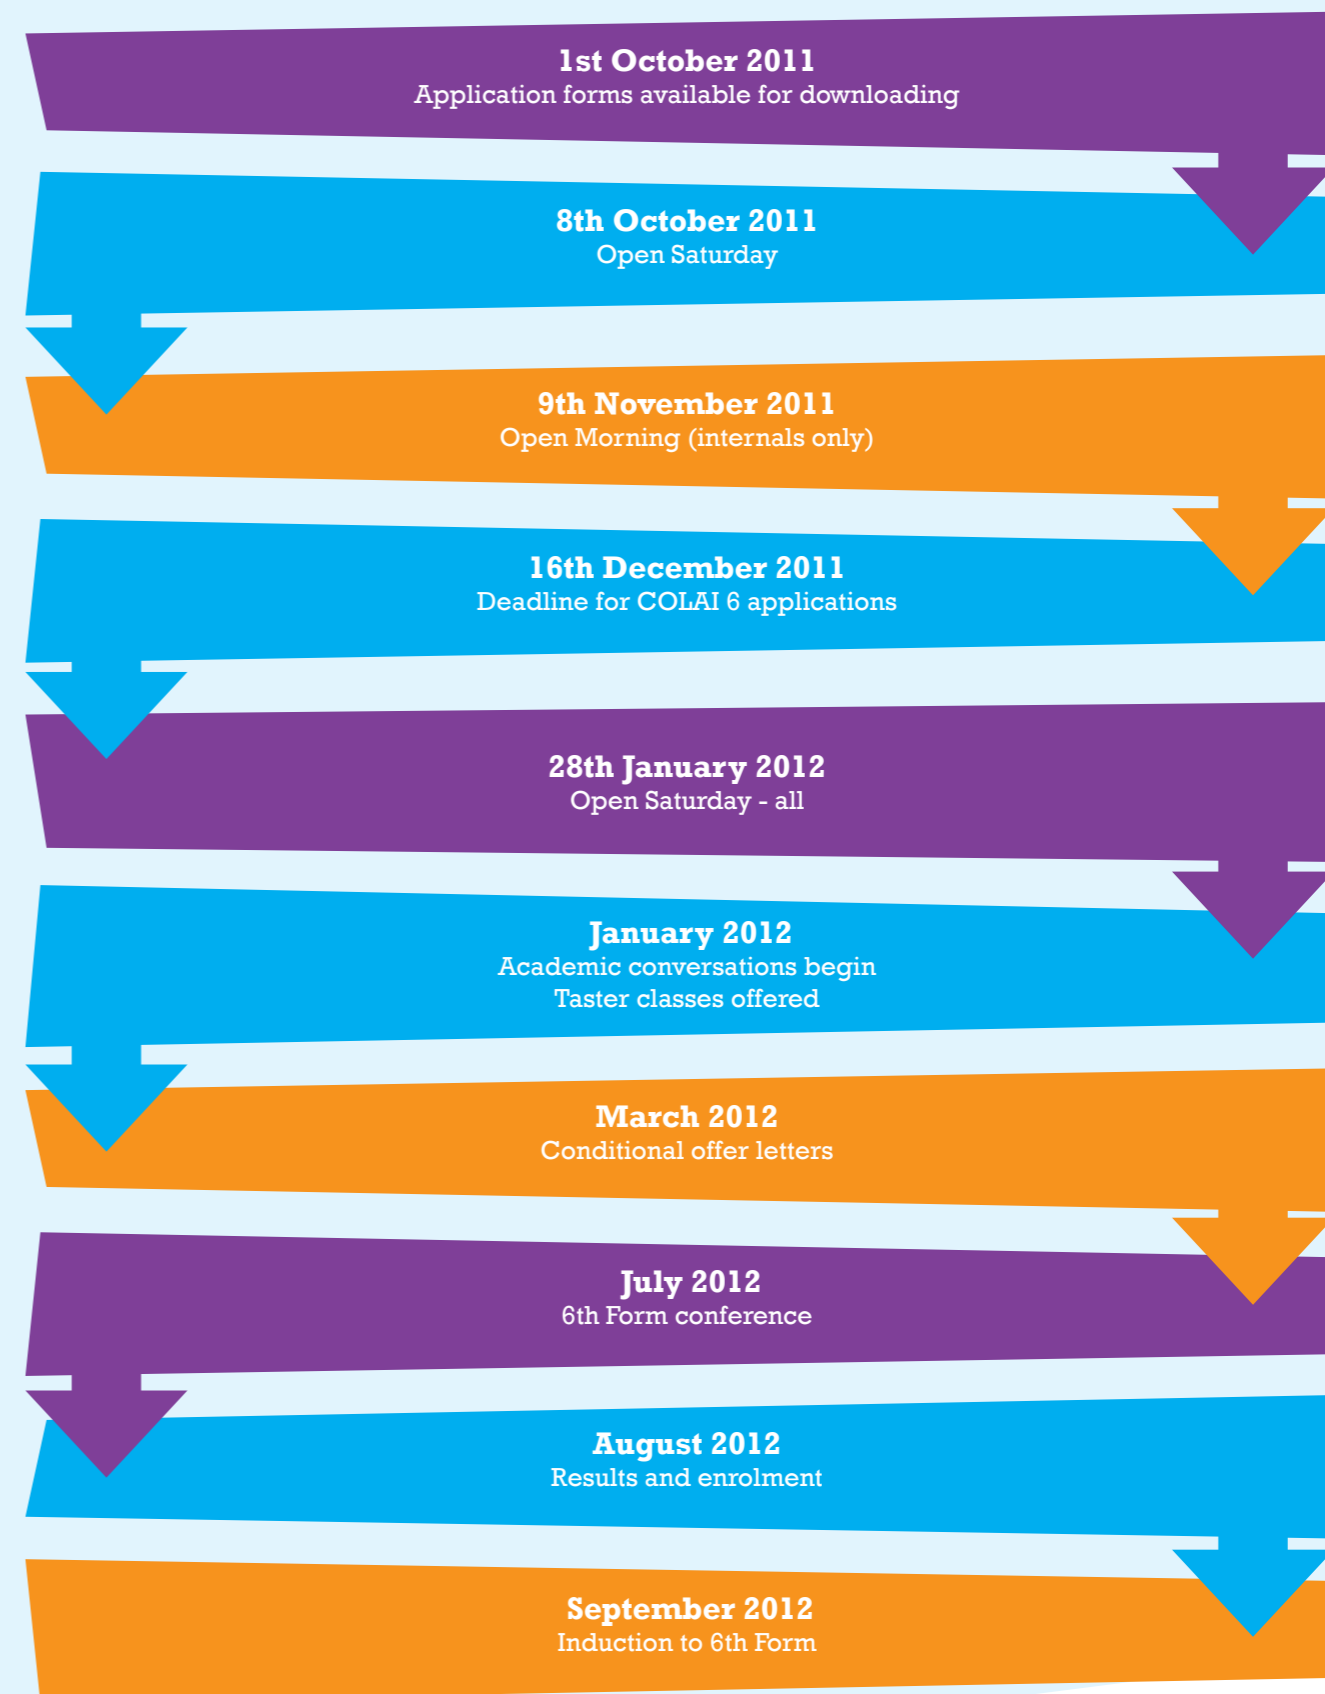 1st October 2011
Application forms available for downloading
8th October 2011
Open Saturday
9th November 2011
Open Morning (internals only)
16th December 2011
Deadline for COLAI 6 applications
28th January 2012
Open Saturday - all
January 2012
Academic conversations begin
Taster classes offered
March 2012
Conditional offer letters
July 2012
6th Form conference
August 2012
Results and enrolment
September 2012
Induction to 6th Form